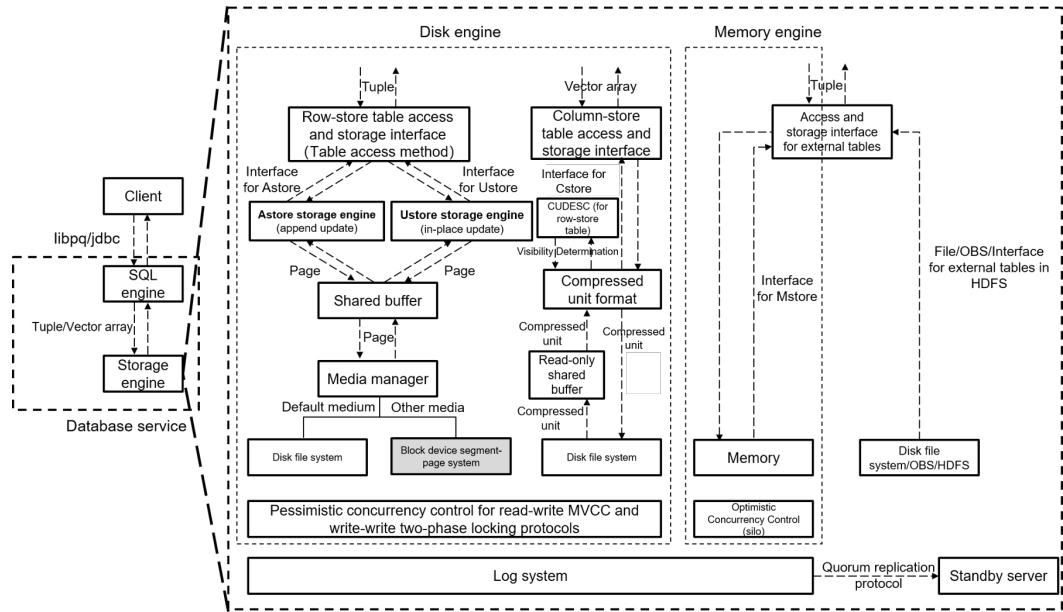 Disk engine
Memory engine
Tuple
Vector array
Tuple
Row-store table access
and storage interface
(Table access method)
Column-store
table access and
storage interface
Access and
storage interface
for external tables
Interface
for Astore
Interface
for Ustore
Interface for
Cstore
Client
Astore storage engine
(append update)
Ustore storage engine
(in-place update)
CUDESC (for
row-store
table)
libpq/jdbc
Visibility Determination
File/OBS/Interface
for external tables in
HDFS
SQL
engine
Page
Page
Shared buffer
Compressed
unit format
Interface
for Mstore
Tuple/Vector array
Page
Compressed
unit
Compressed
unit
Storage
engine
Media manager
Read-only
shared
buffer
Database service
Default medium
Other media
Compressed
unit
Disk file system
Block device segment-
page system
Disk file system
Memory
Disk file
system/OBS/HDFS
Pessimistic concurrency control for read-write MVCC and
write-write two-phase locking protocols
Optimistic
Concurrency Control
(silo)
Log system
Quorum replication
protocol
Standby server